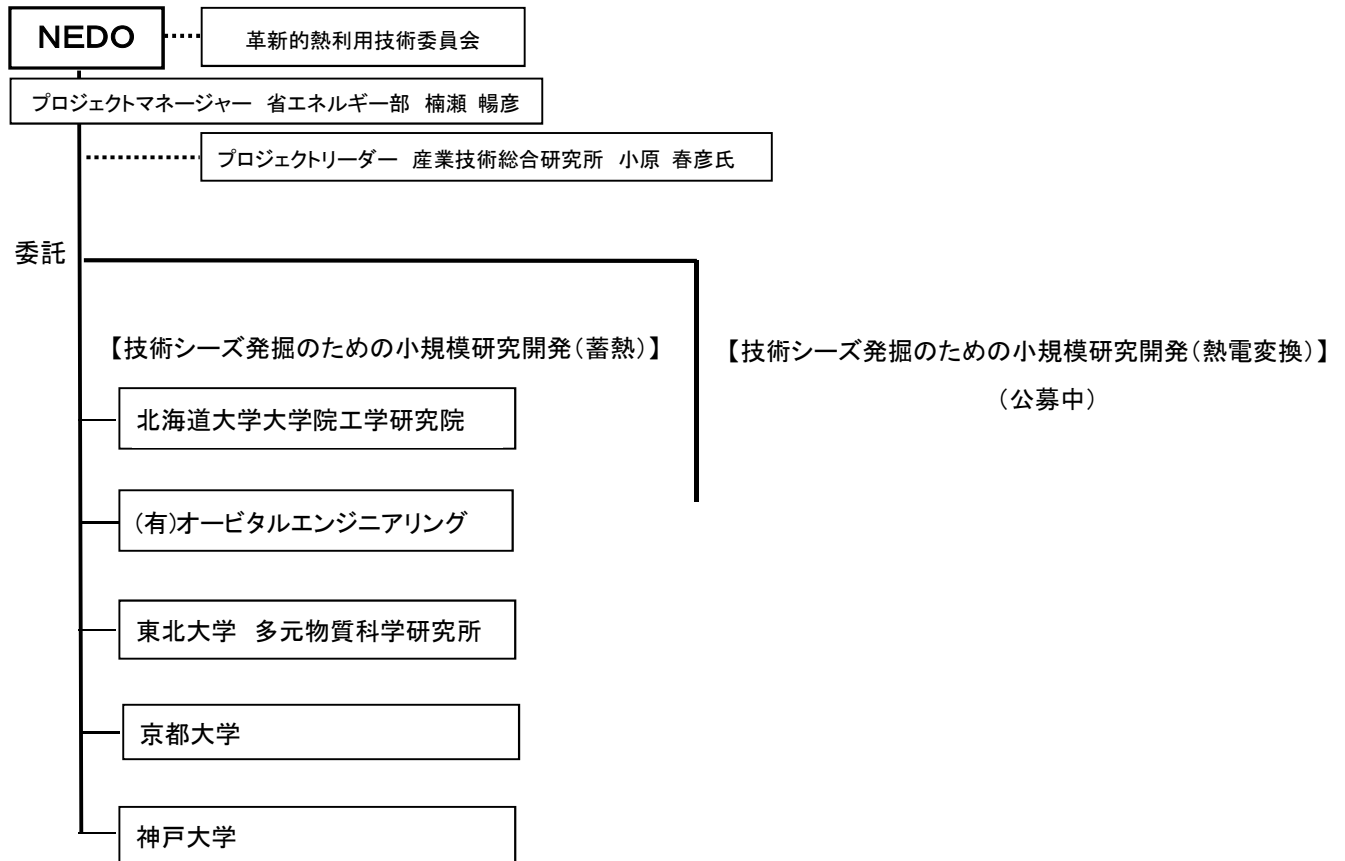 NEDO
革新的熱利用技術委員会
プロジェクトマネージャー 省エネルギー部 楠瀬 暢彦
プロジェクトリーダー 産業技術総合研究所 小原 春彦氏
委託
【技術シーズ発掘のための小規模研究開発（蓄熱）】
【技術シーズ発掘のための小規模研究開発（熱電変換）】
（公募中）
北海道大学大学院工学研究院
(有)オービタルエンジニアリング
東北大学 多元物質科学研究所
京都大学
神戸大学